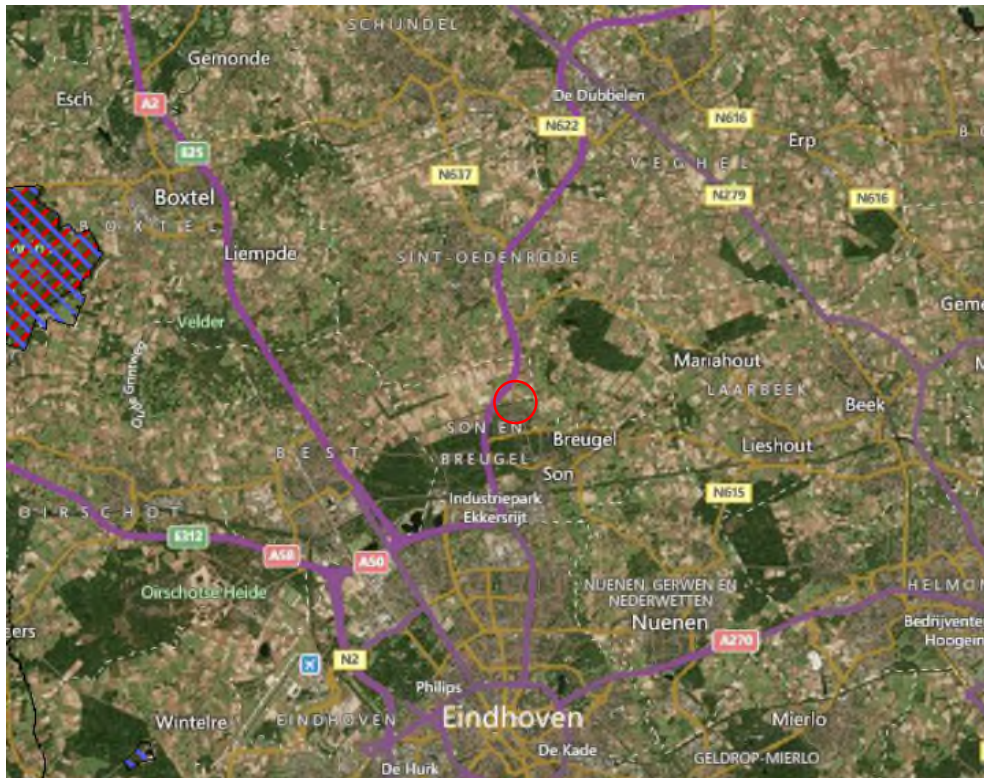 SCHIJNDEL
Gemonde
De Dubbelen
Esch
A2
N616
N622
Erp
E25
VEGHEL
N637
N279
N616
Boxtel
BOXTEL
Liempde
SINT-OEDENRODE
Velder
Mariahout
LAARBEEK
Beek
SON EN
BREUGEL
Breugel
Lieshout
BEST
Son
N615
Industriepark
Ekkersrijt
OIRSCHOT
E312
A58
A50
Oirschotse Heide
NUENEN, GERWEN EN
NEDERWETTEN
Nuenen
HELMO
A270
Bedrijvente
Hoogein
N2
Philips
Wintelre
EINDHOVEN
Eindhoven
Mierlo
De Kade
GELDROP-MIERLO
De Hurk